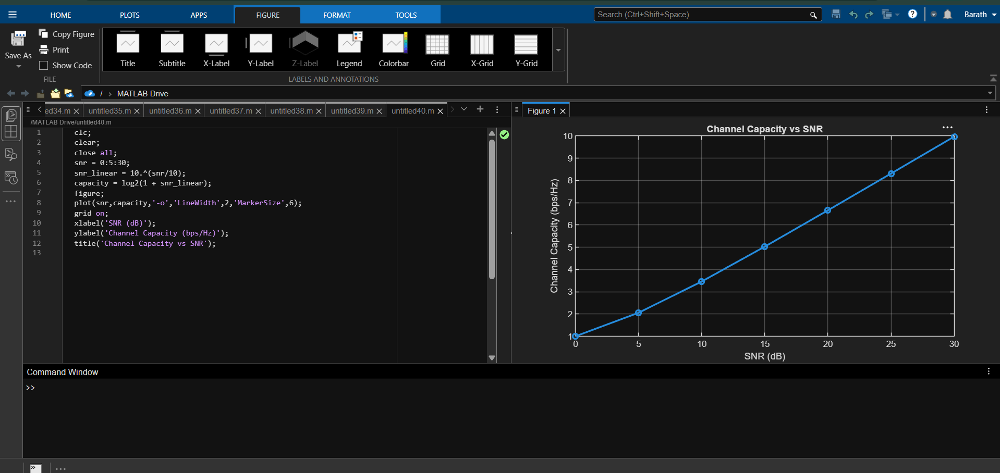 HOME PLOTS APPS FIGURE FORMAT TOOLS Search (Ctrl+Shift+Space) ? Barath
Save As
Copy Figure
Print
Show Code
FILE
Title Subtitle X-Label Y-Label Z-Label Legend Colorbar Grid X-Grid Y-Grid
LABELS AND ANNOTATIONS
/ › MATLAB Drive
ed34.m × untitled35.m × untitled36.m × untitled37.m × untitled38.m × untitled39.m × untitled40.m × +
/MATLAB Drive/untitled40.m
1 clc;
2 clear;
3 close all;
4 snr = 0:5:30;
5 snr_linear = 10.^(snr/10);
6 capacity = log2(1 + snr_linear);
7 figure;
8 plot(snr,capacity,'-o','LineWidth',2,'MarkerSize',6);
9 grid on;
10 xlabel('SNR (dB)');
11 ylabel('Channel Capacity (bps/Hz)');
12 title('Channel Capacity vs SNR');
13
Figure 1 ×
Channel Capacity vs SNR
Channel Capacity (bps/Hz)
10
9
8
7
6
5
4
3
2
1
0 5 10 15 20 25 30
SNR (dB)
Command Window
>>